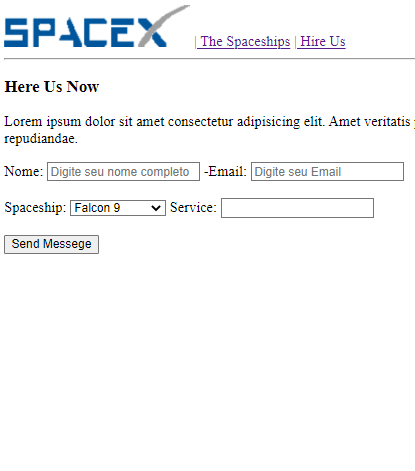 SPACEX | The Spaceships | Hire Us
Here Us Now
Lorem ipsum dolor sit amet consectetur adipisicing elit. Amet veritatis
repudiandae.
Nome: Digite seu nome completo -Email: Digite seu Email
Spaceship: Falcon 9 Service:
Send Messege